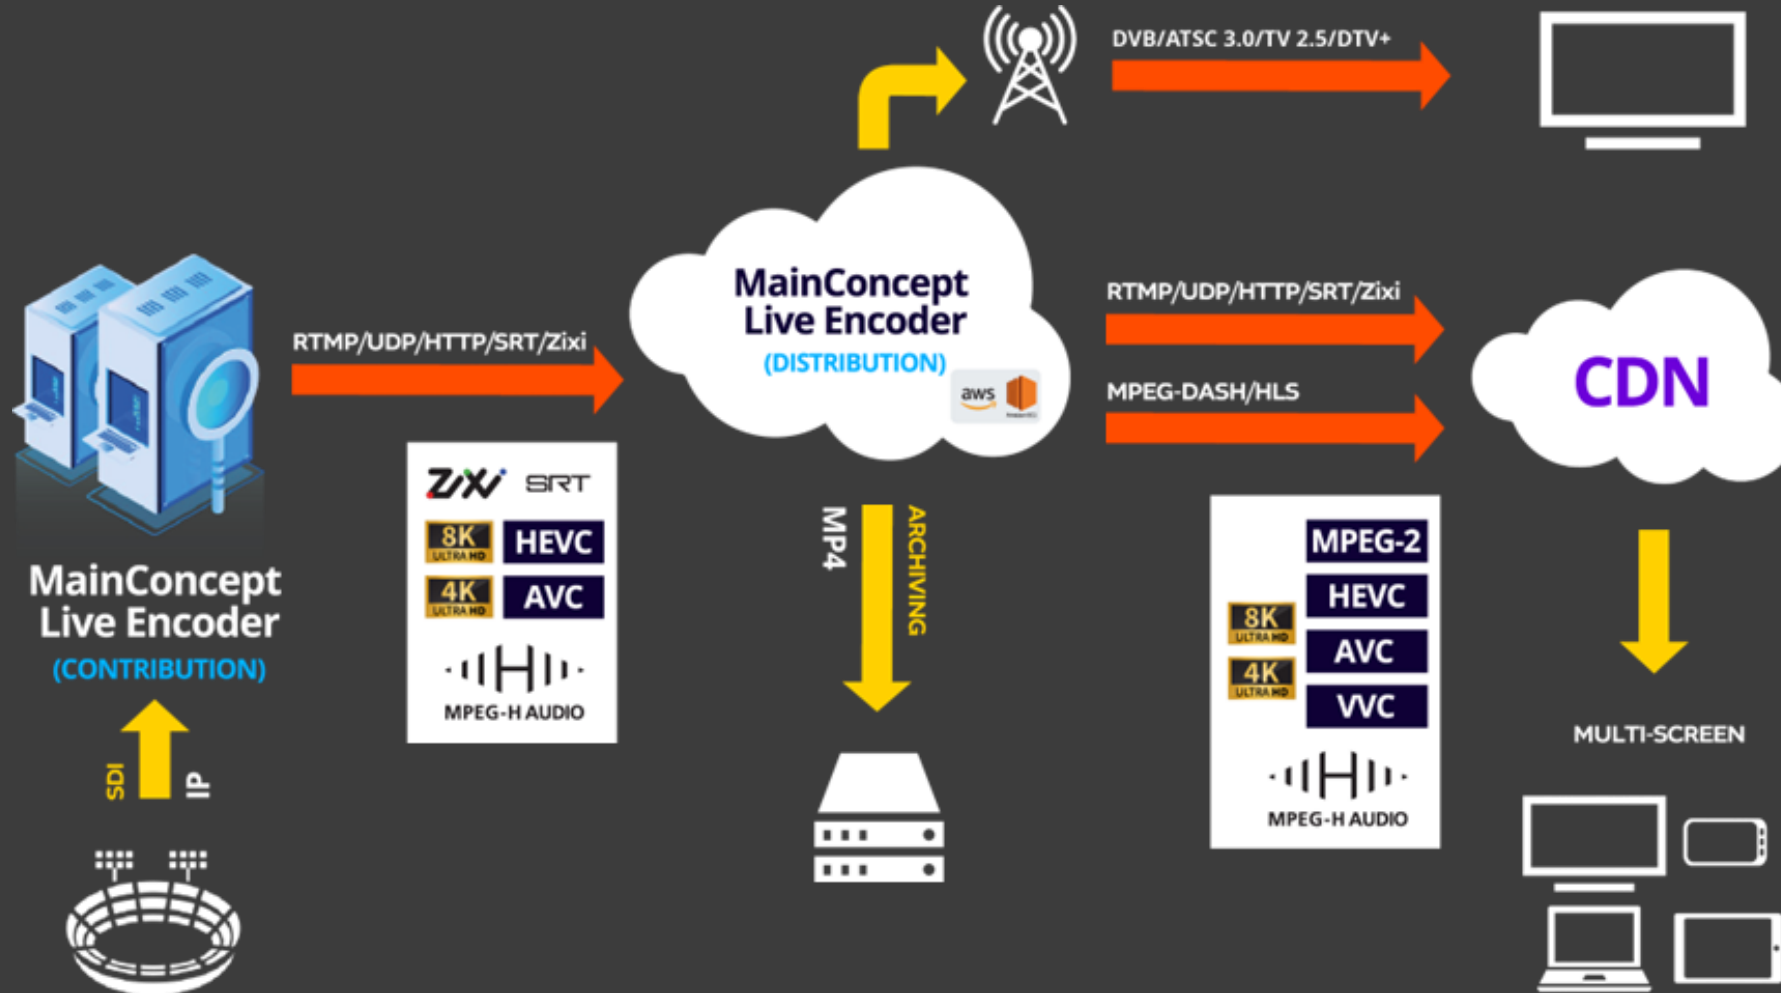 DVB/ATSC 3.0/TV 2.5/DTV+
MainConcept
Live Encoder
(DISTRIBUTION)
aws
RTMP/UDP/HTTP/SRT/Zixi
RTMP/UDP/HTTP/SRT/Zixi
MPEG-DASH/HLS
CDN
ZiXi SRT
8K
ULTRA HD
HEVC
4K
ULTRA HD
AVC
MPEG-H AUDIO
MainConcept
Live Encoder
(CONTRIBUTION)
SDI
IP
MP4
ARCHIVING
MPEG-2
HEVC
8K
ULTRA HD
AVC
4K
ULTRA HD
VVC
MPEG-H AUDIO
MULTI-SCREEN